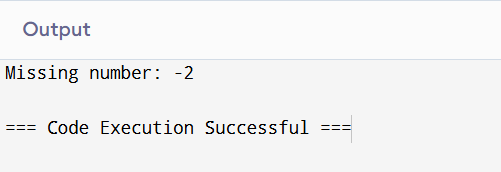 Output
Missing number: -2
=== Code Execution Successful ===